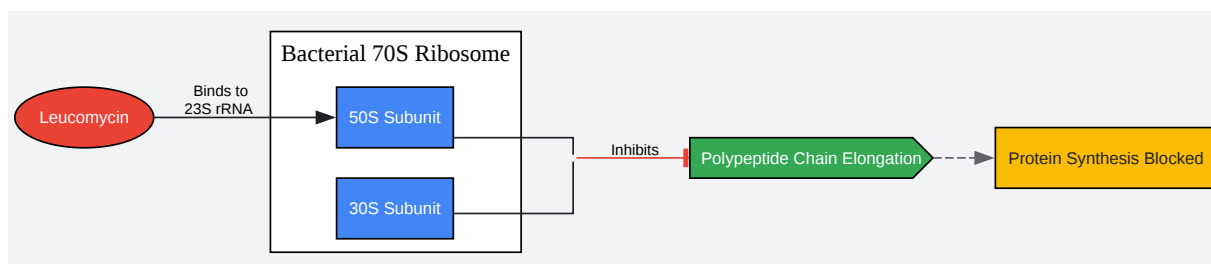 Bacterial 70S Ribosome
Leucomycin
Binds to
23S rRNA
50S Subunit
30S Subunit
Inhibits
Polypeptide Chain Elongation
Protein Synthesis Blocked